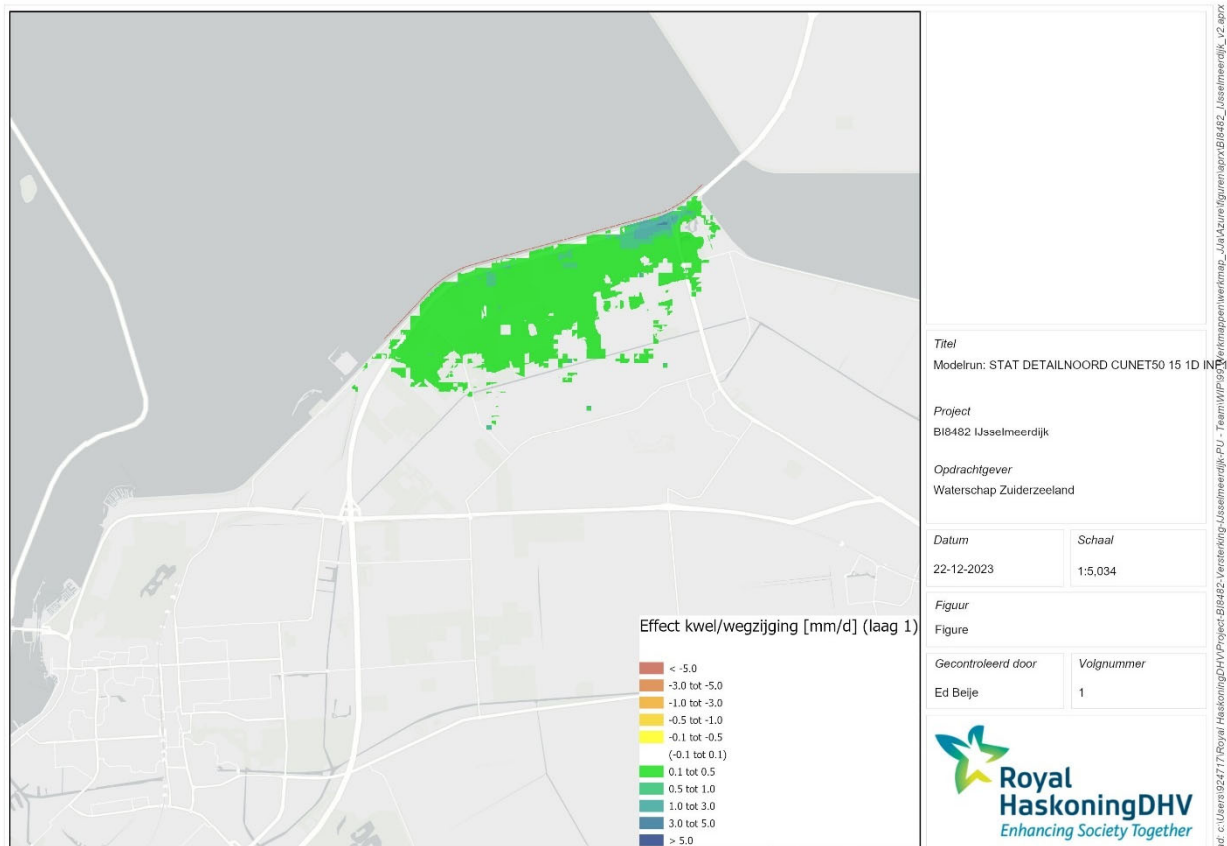 Titel
Modelrun: STAT DETAILNOORD CUNET50 15 1D
Project
BI8482 IJsselmeerdijk
Opdrachtgever
Waterschap Zuiderzeeland
Datum
22-12-2023
Schaal
1:5,034
Figuur
Figure
Gecontroleerd door
Ed Beije
Volgnummer
1
Royal
HaskoningDHV
Enhancing Society Together
Effect kwel/wegzijging [mm/d] (laag 1)
< -5.0
-3.0 tot -5.0
-1.0 tot -3.0
-0.5 tot -1.0
-0.1 tot -0.5
(-0.1 tot 0.1)
0.1 tot 0.5
0.5 tot 1.0
1.0 tot 3.0
3.0 tot 5.0
> 5.0